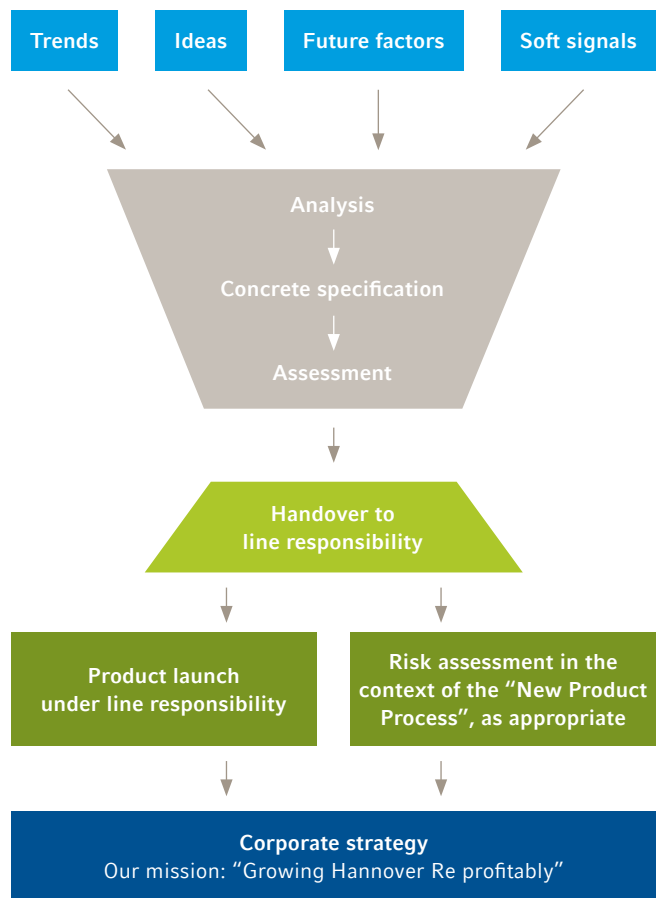 Trends
Ideas
Future factors
Soft signals
Analysis
Concrete specification
Assessment
Handover to
line responsibility
Product launch
under line responsibility
Risk assessment in the
context of the “New Product
Process”, as appropriate
Corporate strategy
Our mission: “Growing Hannover Re profitably”